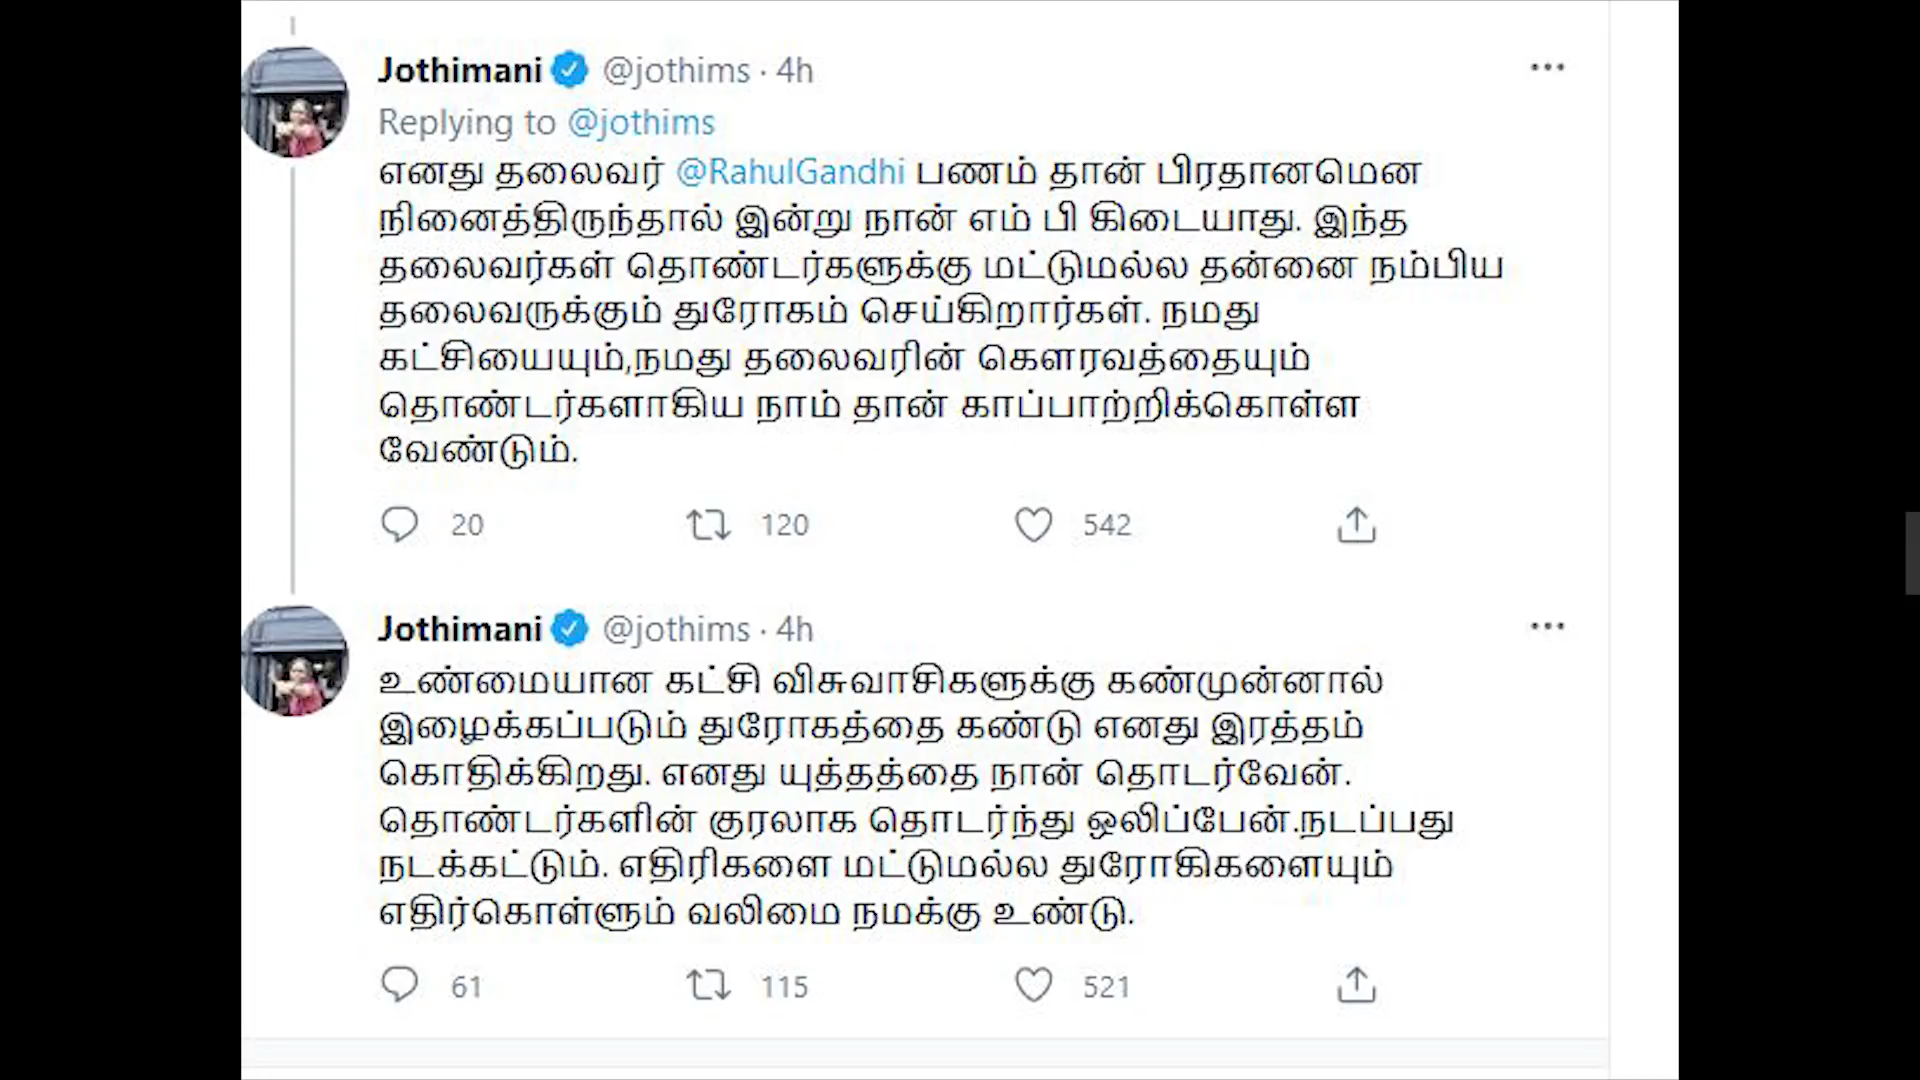 Jothimani @jothims · 4h
Replying to @jothims
எனது தலைவர் @RahulGandhi பணம் தான் பிரதானமென
நினைத்திருந்தால் இன்று நான் எம் பி கிடையாது. இந்த
தலைவர்கள் தொண்டர்களுக்கு மட்டுமல்ல தன்னை நம்பிய
தலைவருக்கும் துரோகம் செய்கிறார்கள். நமது
கட்சியையும்,நமது தலைவரின் கௌரவத்தையும்
தொண்டர்களாகிய நாம் தான் காப்பாற்றிக்கொள்ள
வேண்டும்.
20 120 542
Jothimani @jothims · 4h
உண்மையான கட்சி விசுவாசிகளுக்கு கண்முன்னால்
இழைக்கப்படும் துரோகத்தை கண்டு எனது இரத்தம்
கொதிக்கிறது. எனது யுத்தத்தை நான் தொடர்வேன்.
தொண்டர்களின் குரலாக தொடர்ந்து ஒலிப்பேன்.நடப்பது
நடக்கட்டும். எதிரிகளை மட்டுமல்ல துரோகிகளையும்
எதிர்கொள்ளும் வலிமை நமக்கு உண்டு.
61 115 521